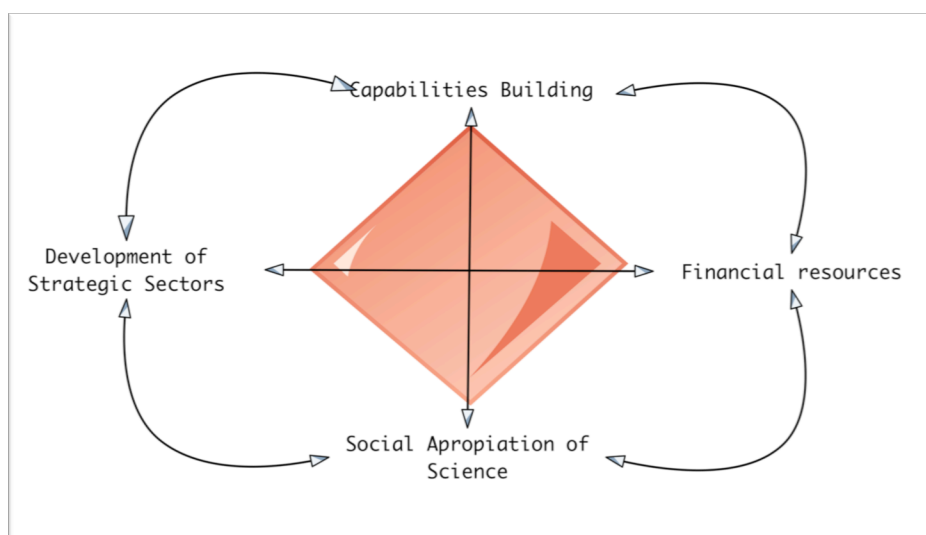 Capabilities Building
Development of
Strategic Sectors
Financial resources
Social Apropiation of
Science